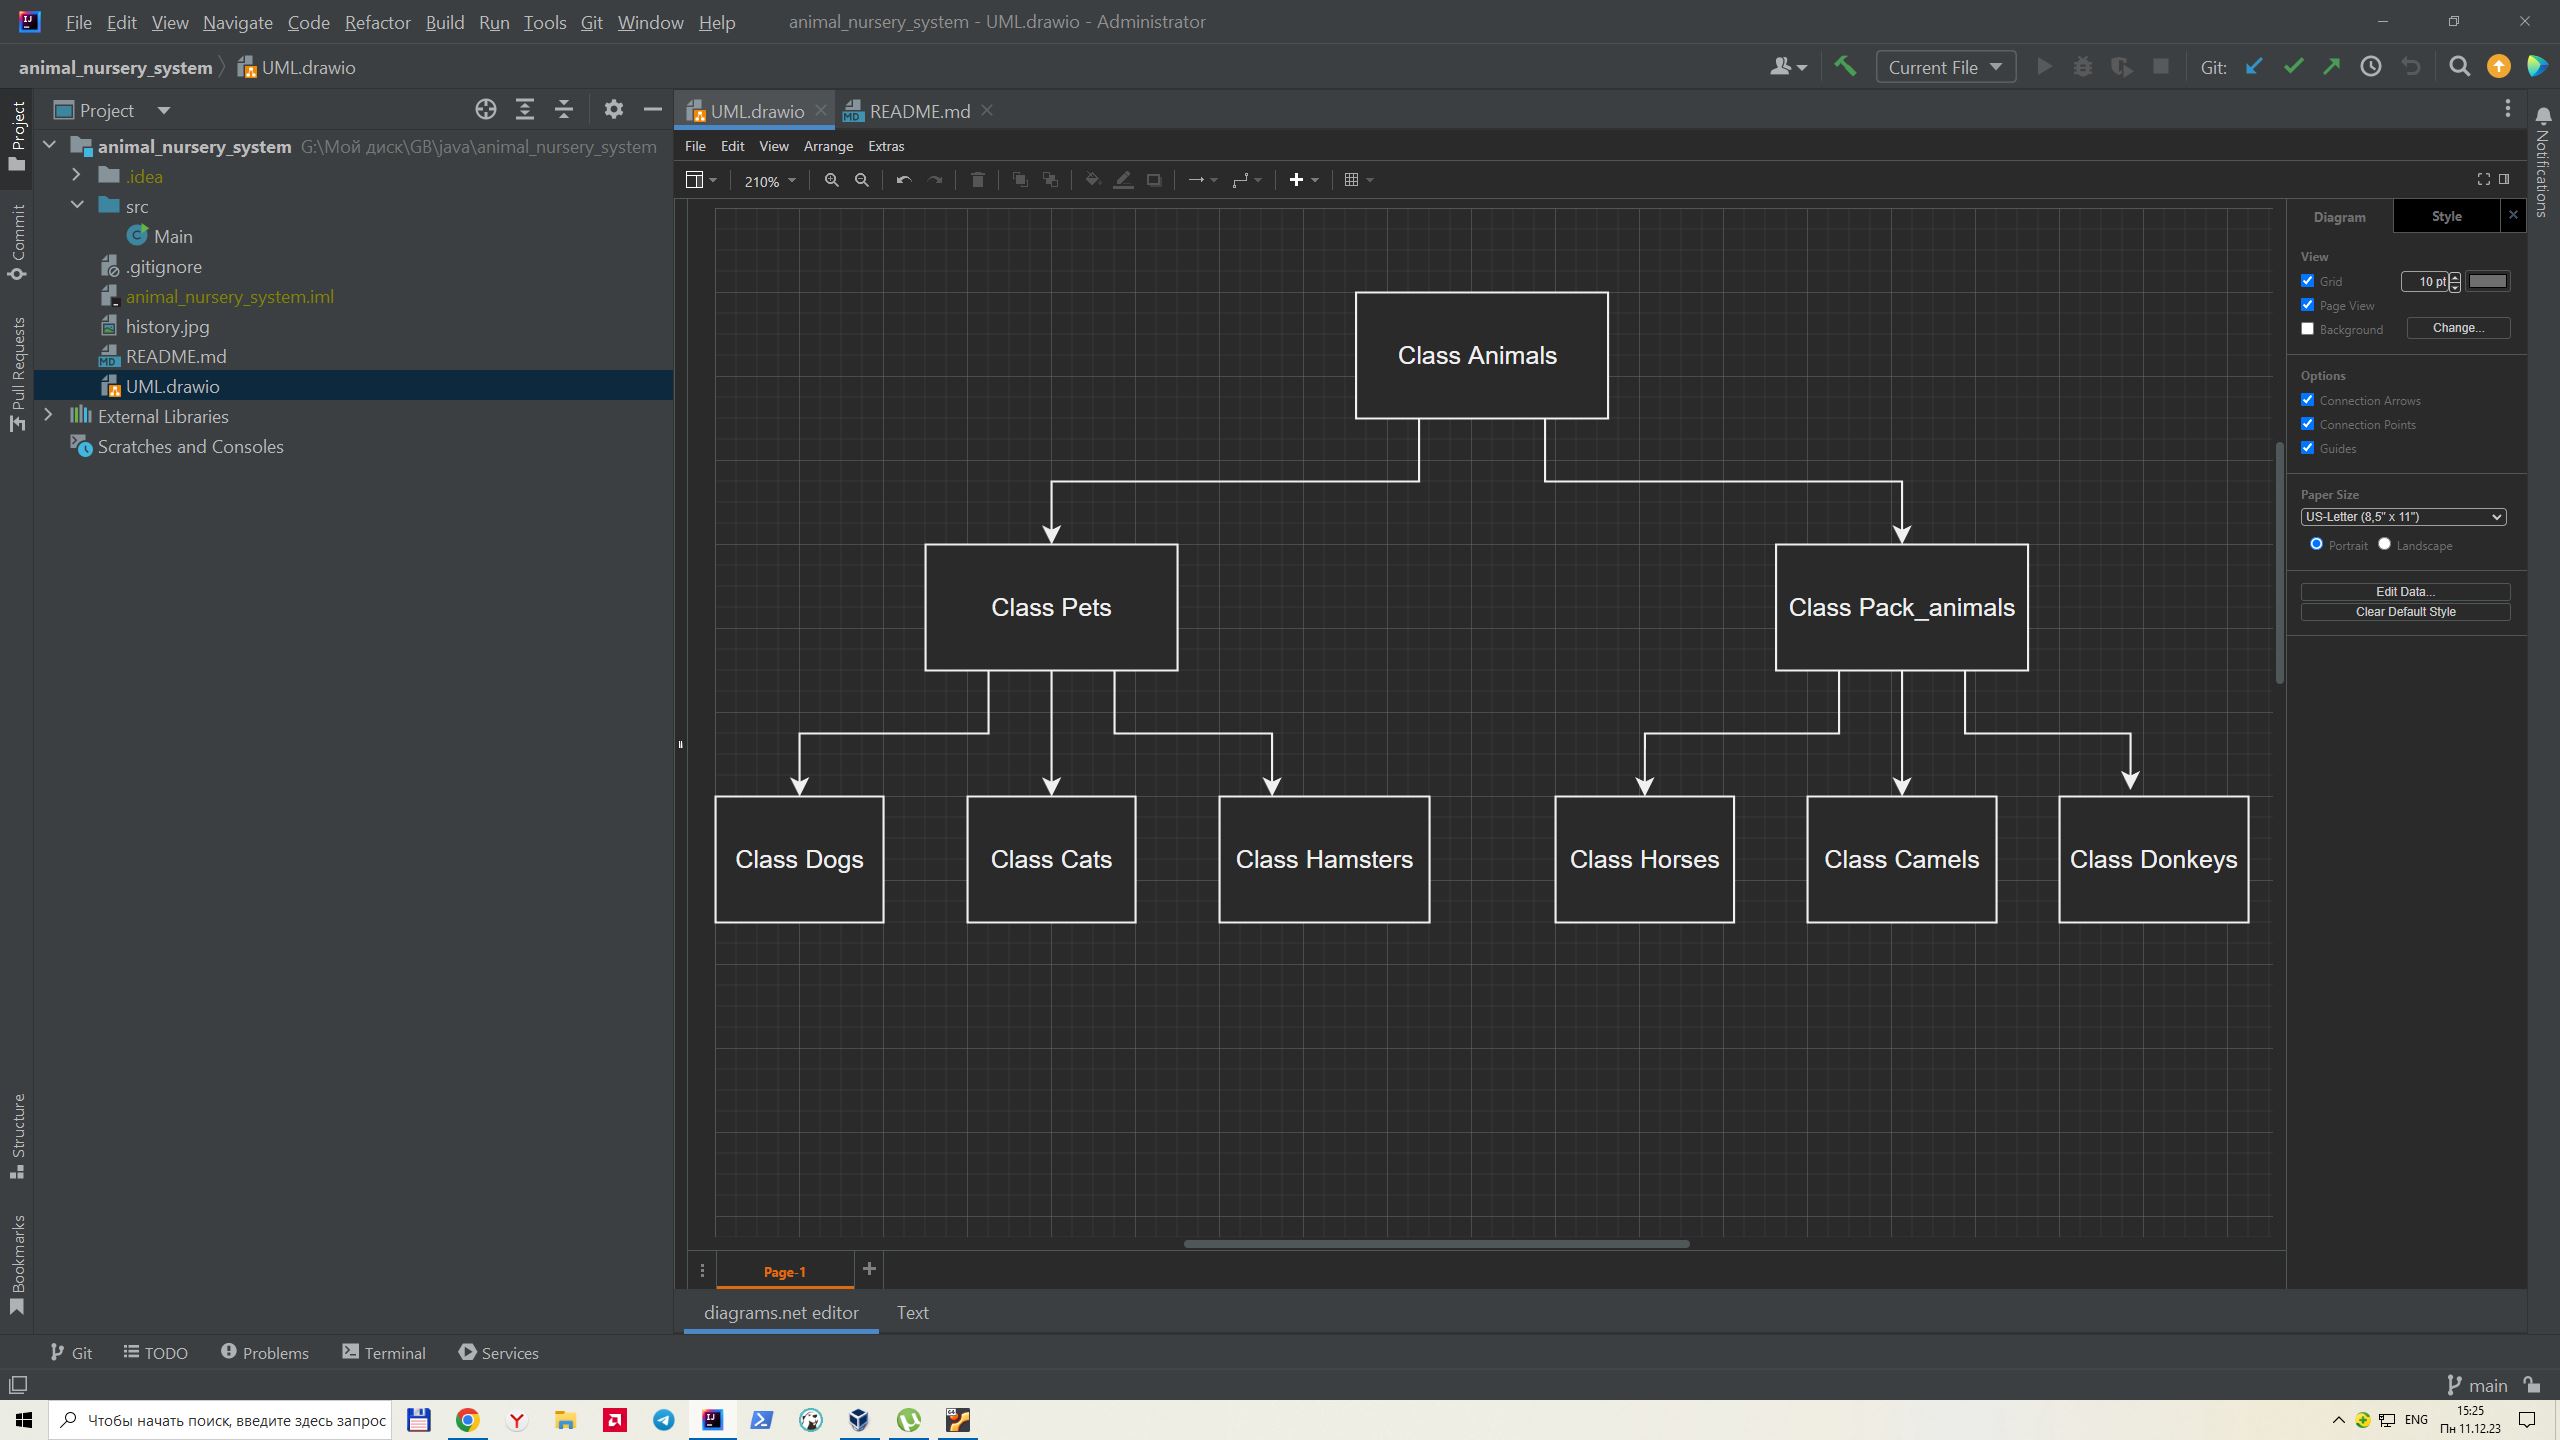 File Edit View Navigate Code Refactor Build Run Tools Git Window Help animal_nursery_system - UML.drawio - Administrator
animal_nursery_system UML.drawio Current File Git:
Project
UML.drawio README.md
File Edit View Arrange Extras
210%
animal_nursery_system G:\Мой диск\GB\java\animal_nursery_system
.idea
src
Main
.gitignore
animal_nursery_system.iml
history.jpg
README.md
UML.drawio
External Libraries
Scratches and Consoles
Project
Commit
Pull Requests
Structure
Bookmarks
Notifications
Class Animals
Class Pets
Class Pack_animals
Class Dogs
Class Cats
Class Hamsters
Class Horses
Class Camels
Class Donkeys
Diagram Style
View
Grid 10 pt
Page View
Background Change...
Options
Connection Arrows
Connection Points
Guides
Paper Size
US-Letter (8,5" x 11")
Portrait Landscape
Edit Data...
Clear Default Style
Page-1
diagrams.net editor Text
Git TODO Problems Terminal Services
main
Чтобы начать поиск, введите здесь запрос
ENG
15:25
Пн 11.12.23